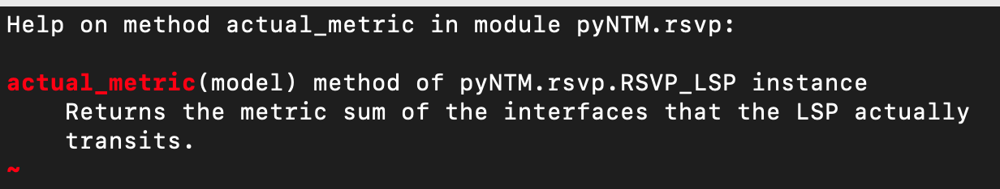 Help on method actual_metric in module pyNTM.rsvp:
actual_metric(model) method of pyNTM.rsvp.RSVP_LSP instance
Returns the metric sum of the interfaces that the LSP actually
transits.
~